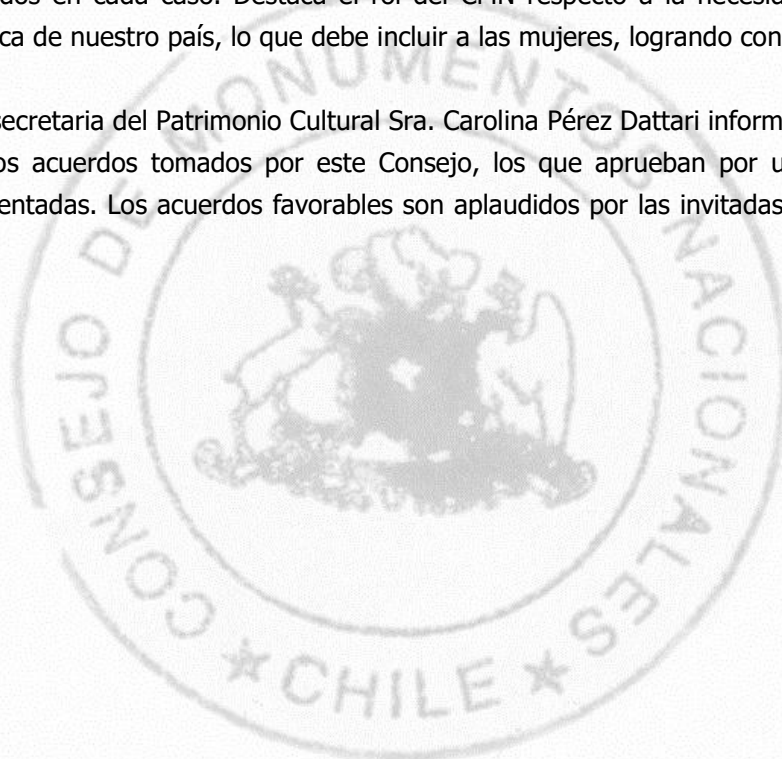 dos en cada caso. Destaca el rol del CMN respecto a la necesid
ca de nuestro país, lo que debe incluir a las mujeres, logrando con
secretaria del Patrimonio Cultural Sra. Carolina Pérez Dattari inform
os acuerdos tomados por este Consejo, los que aprueban por u
entadas. Los acuerdos favorables son aplaudidos por las invitadas
CONSEJO DE MONUMENTOS NACIONALES
* CHILE *